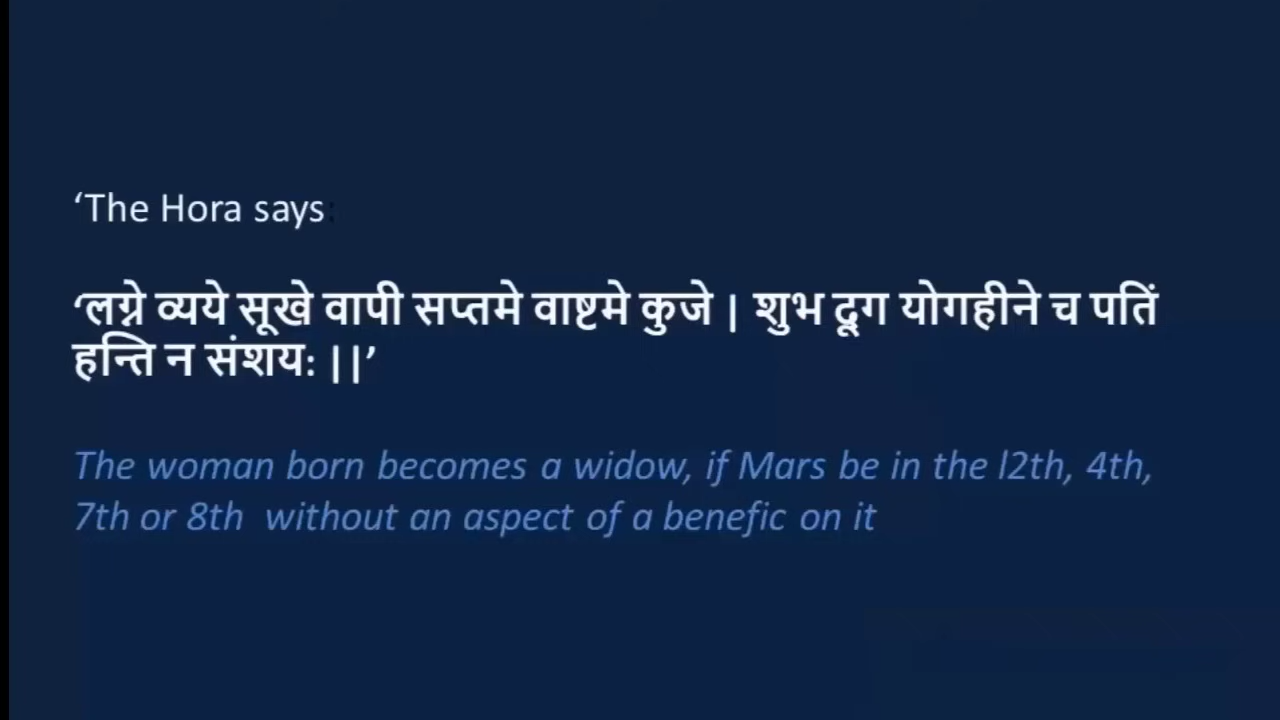 ‘The Hora says:
‘लग्ने व्यये सूखे वापी सप्तमे वाष्टमे कुजे | शुभ दूग योगहीने च पतिं
हन्ति न संशयः ||’
The woman born becomes a widow, if Mars be in the l2th, 4th,
7th or 8th without an aspect of a benefic on it